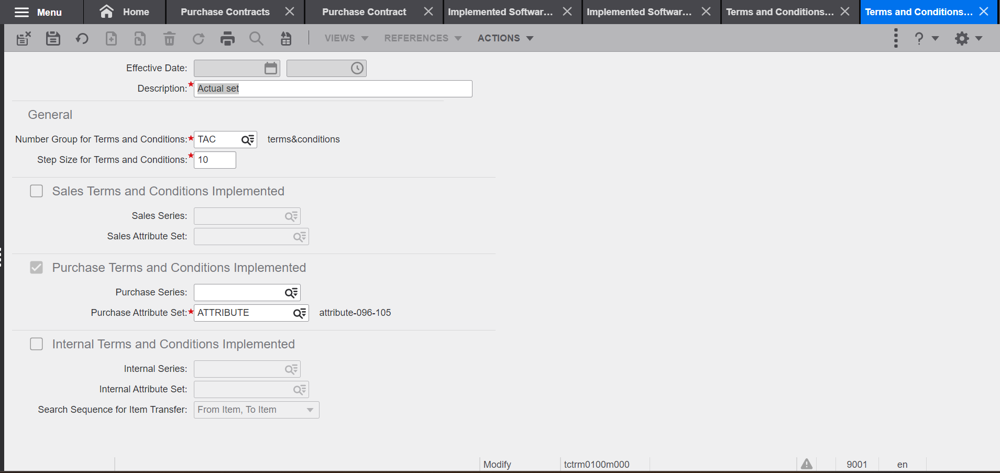 Menu Home Purchase Contracts Purchase Contract Implemented Softwar... Implemented Softwar... Terms and Conditions... Terms and Conditions...
VIEWS REFERENCES ACTIONS ?
Effective Date:
Description:* Actual set
General
Number Group for Terms and Conditions:* TAC terms&conditions
Step Size for Terms and Conditions:* 10
Sales Terms and Conditions Implemented
Sales Series:
Sales Attribute Set:
Purchase Terms and Conditions Implemented
Purchase Series:
Purchase Attribute Set:* ATTRIBUTE attribute-096-105
Internal Terms and Conditions Implemented
Internal Series:
Internal Attribute Set:
Search Sequence for Item Transfer: From Item, To Item
Modify tctrm0100m000 9001 en